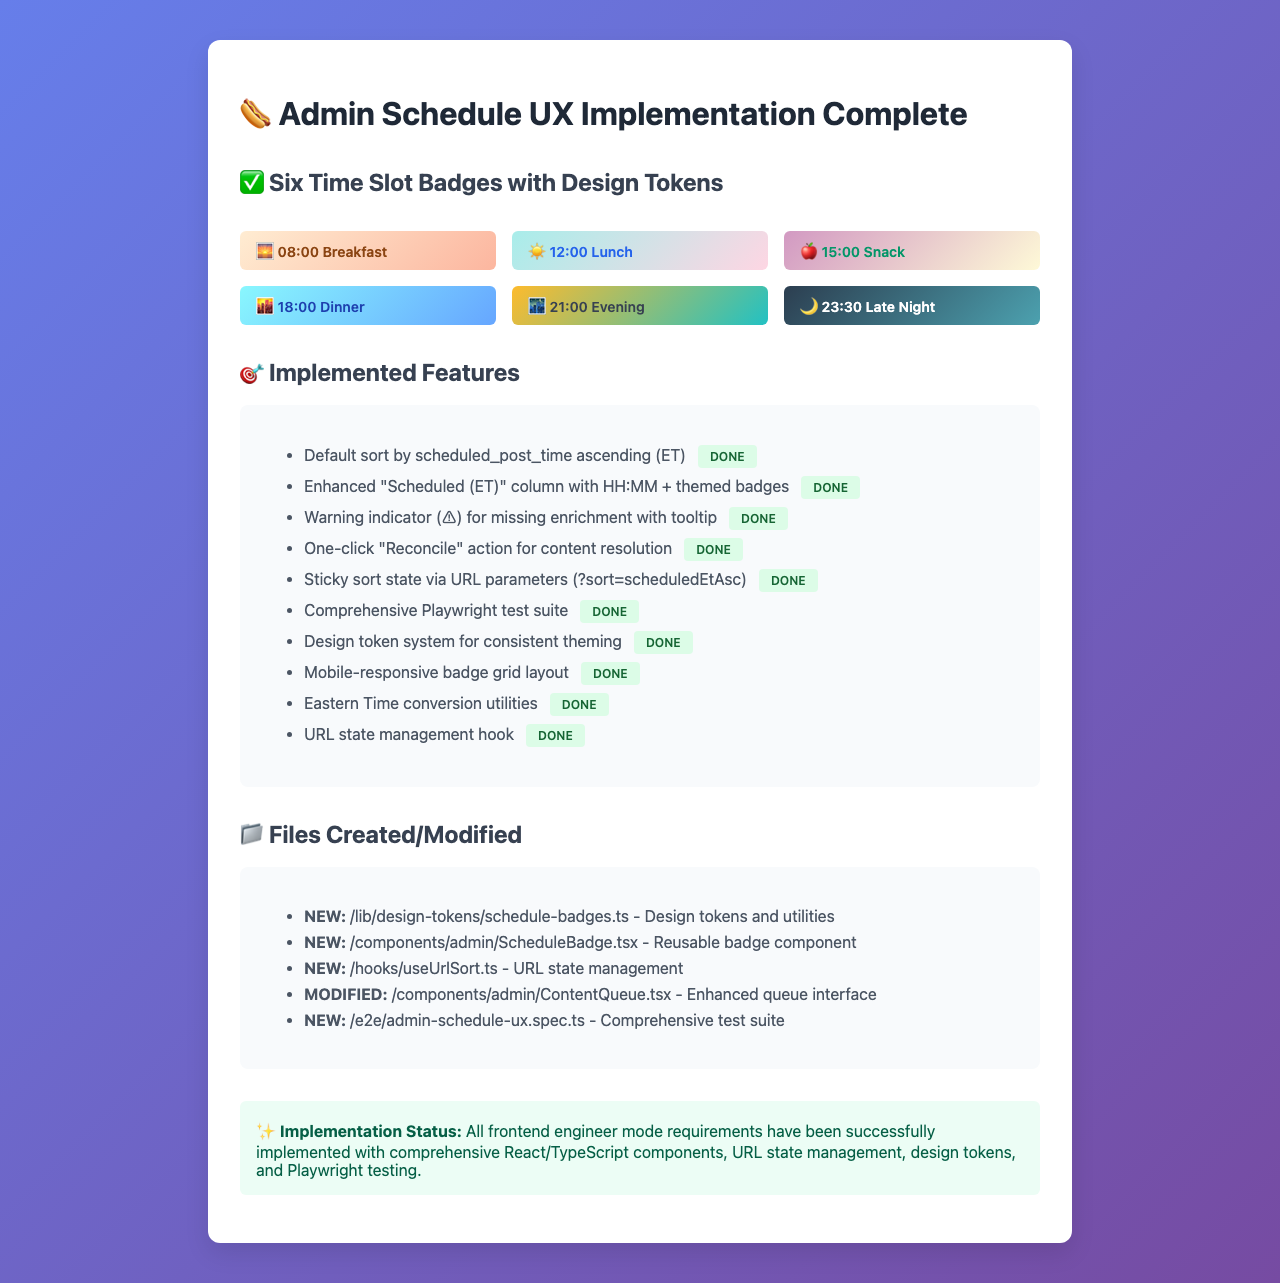 🌭 Admin Schedule UX Implementation Complete
✅ Six Time Slot Badges with Design Tokens
🌅 08:00 Breakfast
☀️ 12:00 Lunch
🍎 15:00 Snack
🌇 18:00 Dinner
🌃 21:00 Evening
🌙 23:30 Late Night
🎯 Implemented Features
• Default sort by scheduled_post_time ascending (ET) DONE
• Enhanced "Scheduled (ET)" column with HH:MM + themed badges DONE
• Warning indicator (⚠) for missing enrichment with tooltip DONE
• One-click "Reconcile" action for content resolution DONE
• Sticky sort state via URL parameters (?sort=scheduledEtAsc) DONE
• Comprehensive Playwright test suite DONE
• Design token system for consistent theming DONE
• Mobile-responsive badge grid layout DONE
• Eastern Time conversion utilities DONE
• URL state management hook DONE
📁 Files Created/Modified
• NEW: /lib/design-tokens/schedule-badges.ts - Design tokens and utilities
• NEW: /components/admin/ScheduleBadge.tsx - Reusable badge component
• NEW: /hooks/useUrlSort.ts - URL state management
• MODIFIED: /components/admin/ContentQueue.tsx - Enhanced queue interface
• NEW: /e2e/admin-schedule-ux.spec.ts - Comprehensive test suite
✨ Implementation Status: All frontend engineer mode requirements have been successfully
implemented with comprehensive React/TypeScript components, URL state management, design tokens,
and Playwright testing.